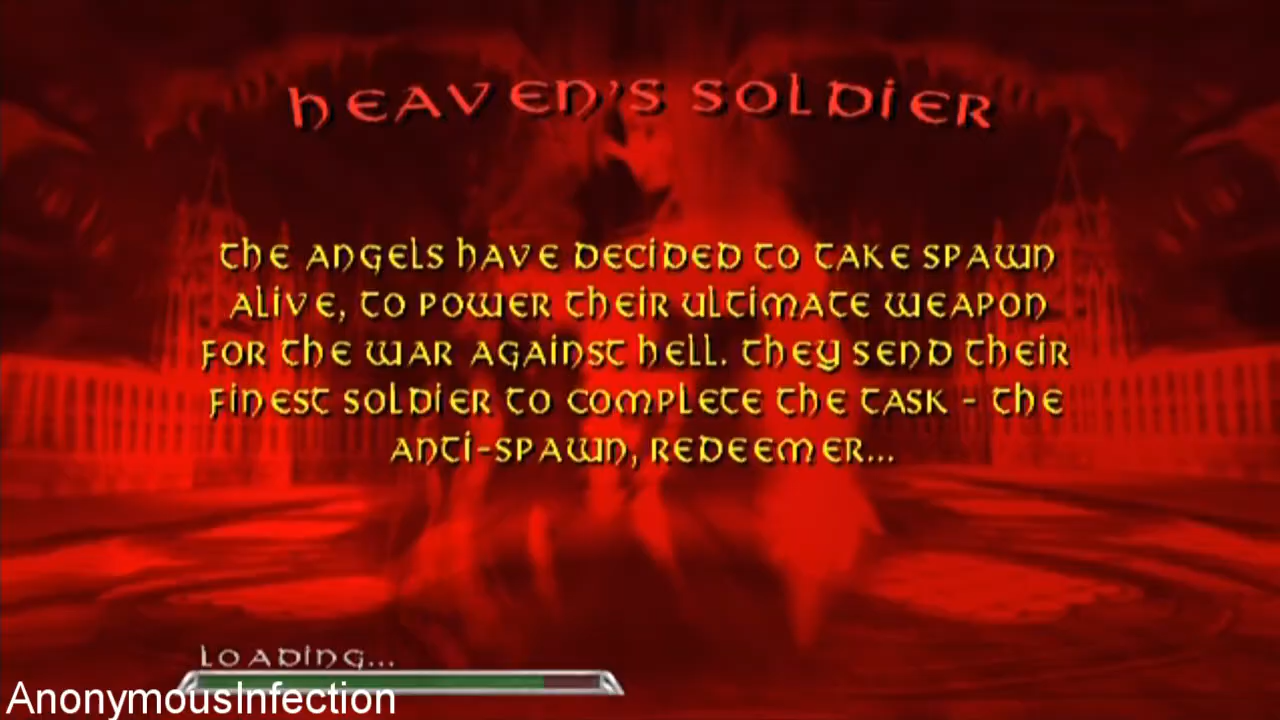 HEAVEN'S SOLDIER
THE ANGELS HAVE DECIDED TO TAKE SPAWN
ALIVE, TO POWER THEIR ULTIMATE WEAPON
FOR THE WAR AGAINST HELL. THEY SEND THEIR
FINEST SOLDIER TO COMPLETE THE TASK - THE
ANTI-SPAWN, REDEEMER...
LOADING...
AnonymousInfection